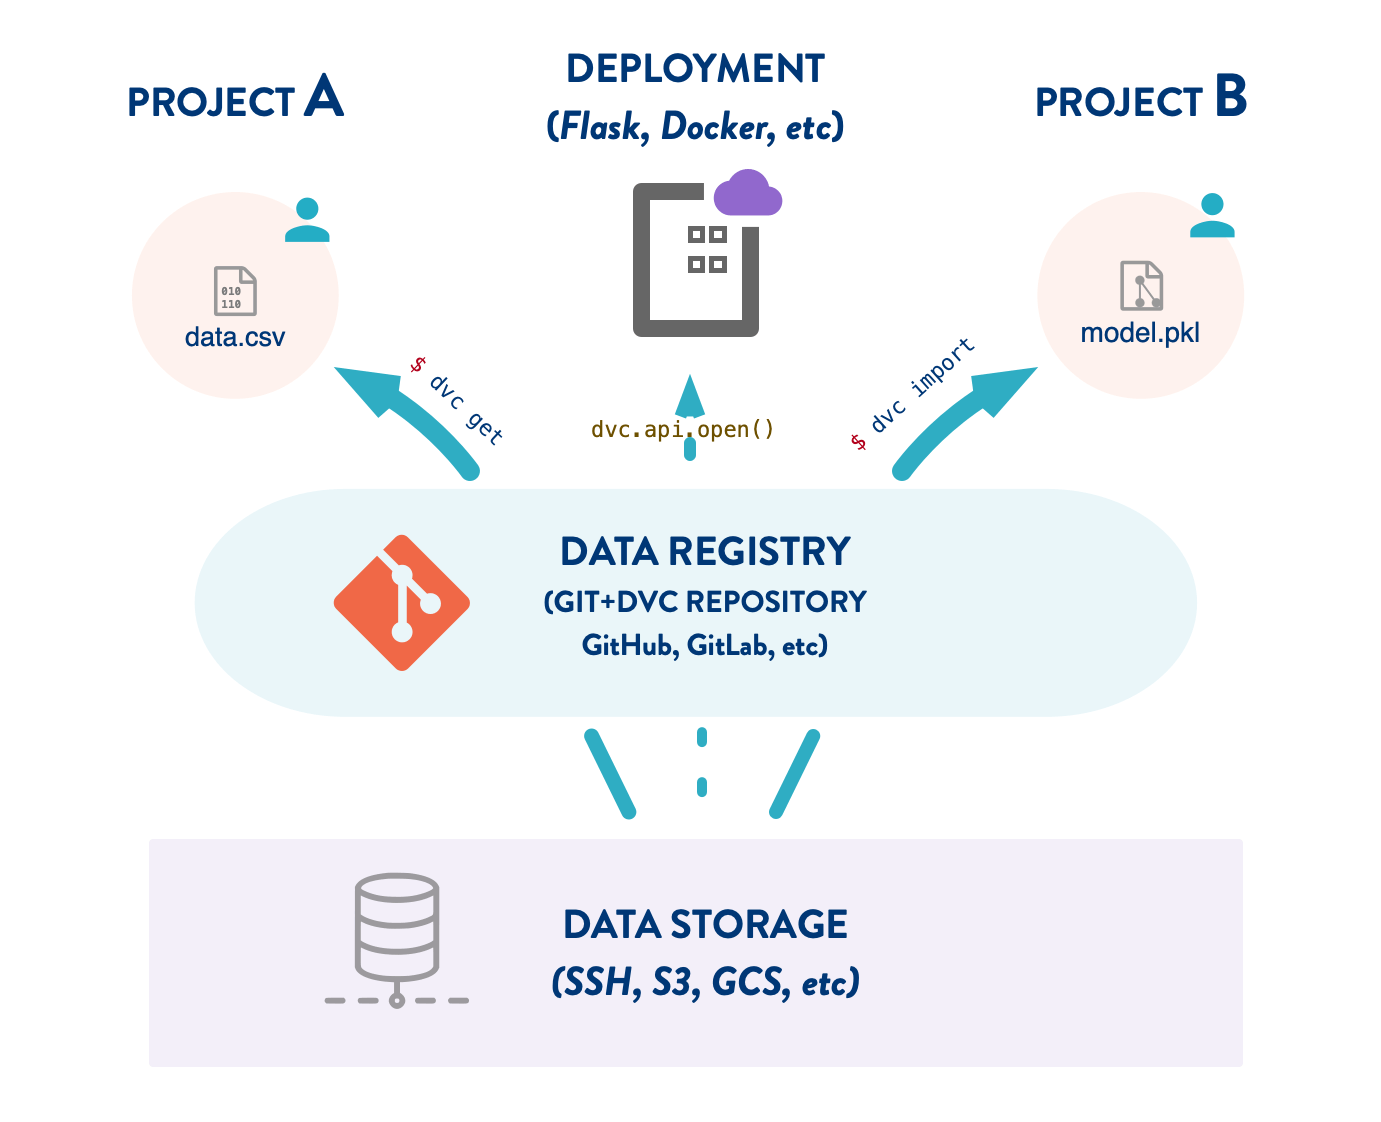 PROJECT A
DEPLOYMENT
(Flask, Docker, etc)
PROJECT B
010
110
data.csv
model.pkl
$ dvc get
dvc.api.open()
$ dvc import
DATA REGISTRY
(GIT+DVC REPOSITORY
GitHub, GitLab, etc)
DATA STORAGE
(SSH, S3, GCS, etc)